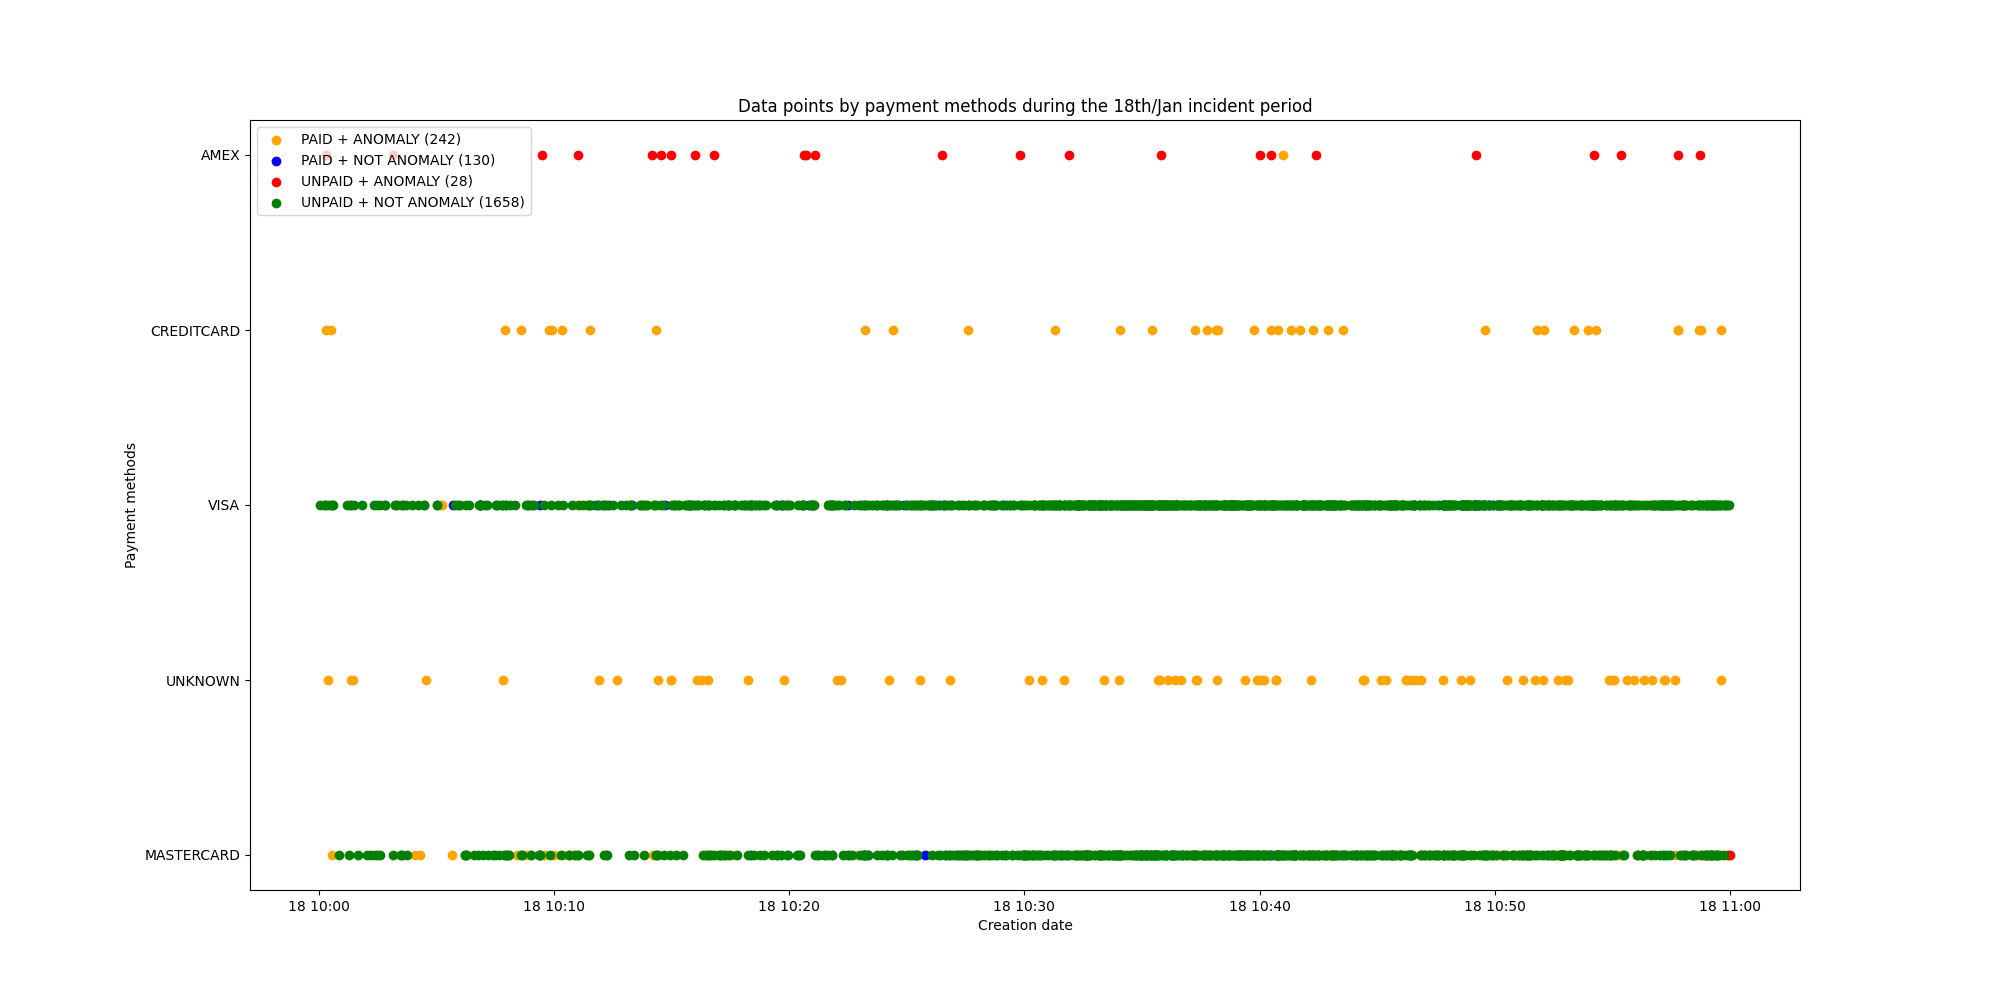 Data points by payment methods during the 18th/Jan incident period
PAID + ANOMALY (242)
PAID + NOT ANOMALY (130)
UNPAID + ANOMALY (28)
UNPAID + NOT ANOMALY (1658)
AMEX
CREDITCARD
VISA
UNKNOWN
MASTERCARD
Payment methods
18 10:00
18 10:10
18 10:20
18 10:30
18 10:40
18 10:50
18 11:00
Creation date